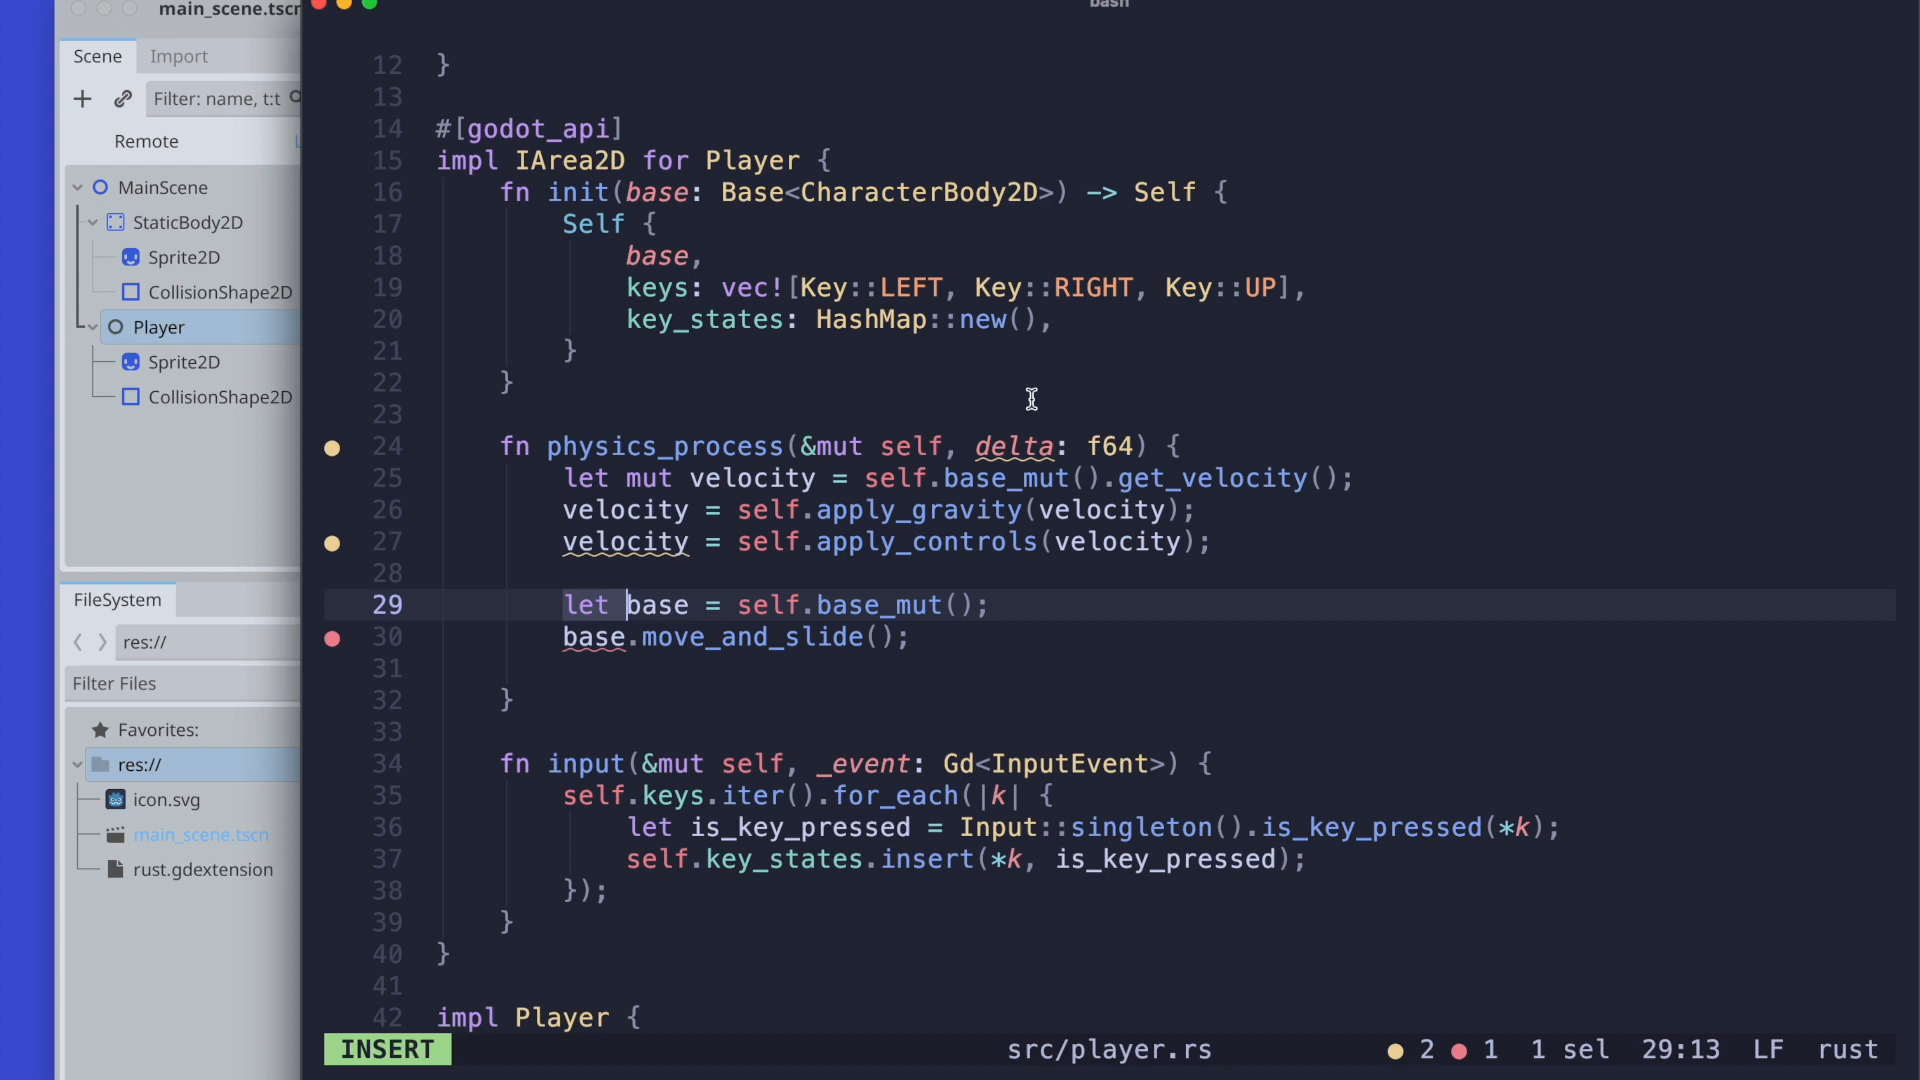 main_scene.tscn
Scene
Import
Filter: name, t:t
Remote
MainScene
StaticBody2D
Sprite2D
CollisionShape2D
Player
Sprite2D
CollisionShape2D
FileSystem
res://
Filter Files
Favorites:
res://
icon.svg
main_scene.tscn
rust.gdextension
bash
12 }
13
14 #[godot_api]
15 impl IArea2D for Player {
16 fn init(base: Base<CharacterBody2D>) -> Self {
17 Self {
18 base,
19 keys: vec![Key::LEFT, Key::RIGHT, Key::UP],
20 key_states: HashMap::new(),
21 }
22 }
23
24 fn physics_process(&mut self, delta: f64) {
25 let mut velocity = self.base_mut().get_velocity();
26 velocity = self.apply_gravity(velocity);
27 velocity = self.apply_controls(velocity);
28
29 let base = self.base_mut();
30 base.move_and_slide();
31
32 }
33
34 fn input(&mut self, _event: Gd<InputEvent>) {
35 self.keys.iter().for_each(|k| {
36 let is_key_pressed = Input::singleton().is_key_pressed(*k);
37 self.key_states.insert(*k, is_key_pressed);
38 });
39 }
40 }
41
42 impl Player {
INSERT src/player.rs 2 1 1 sel 29:13 LF rust